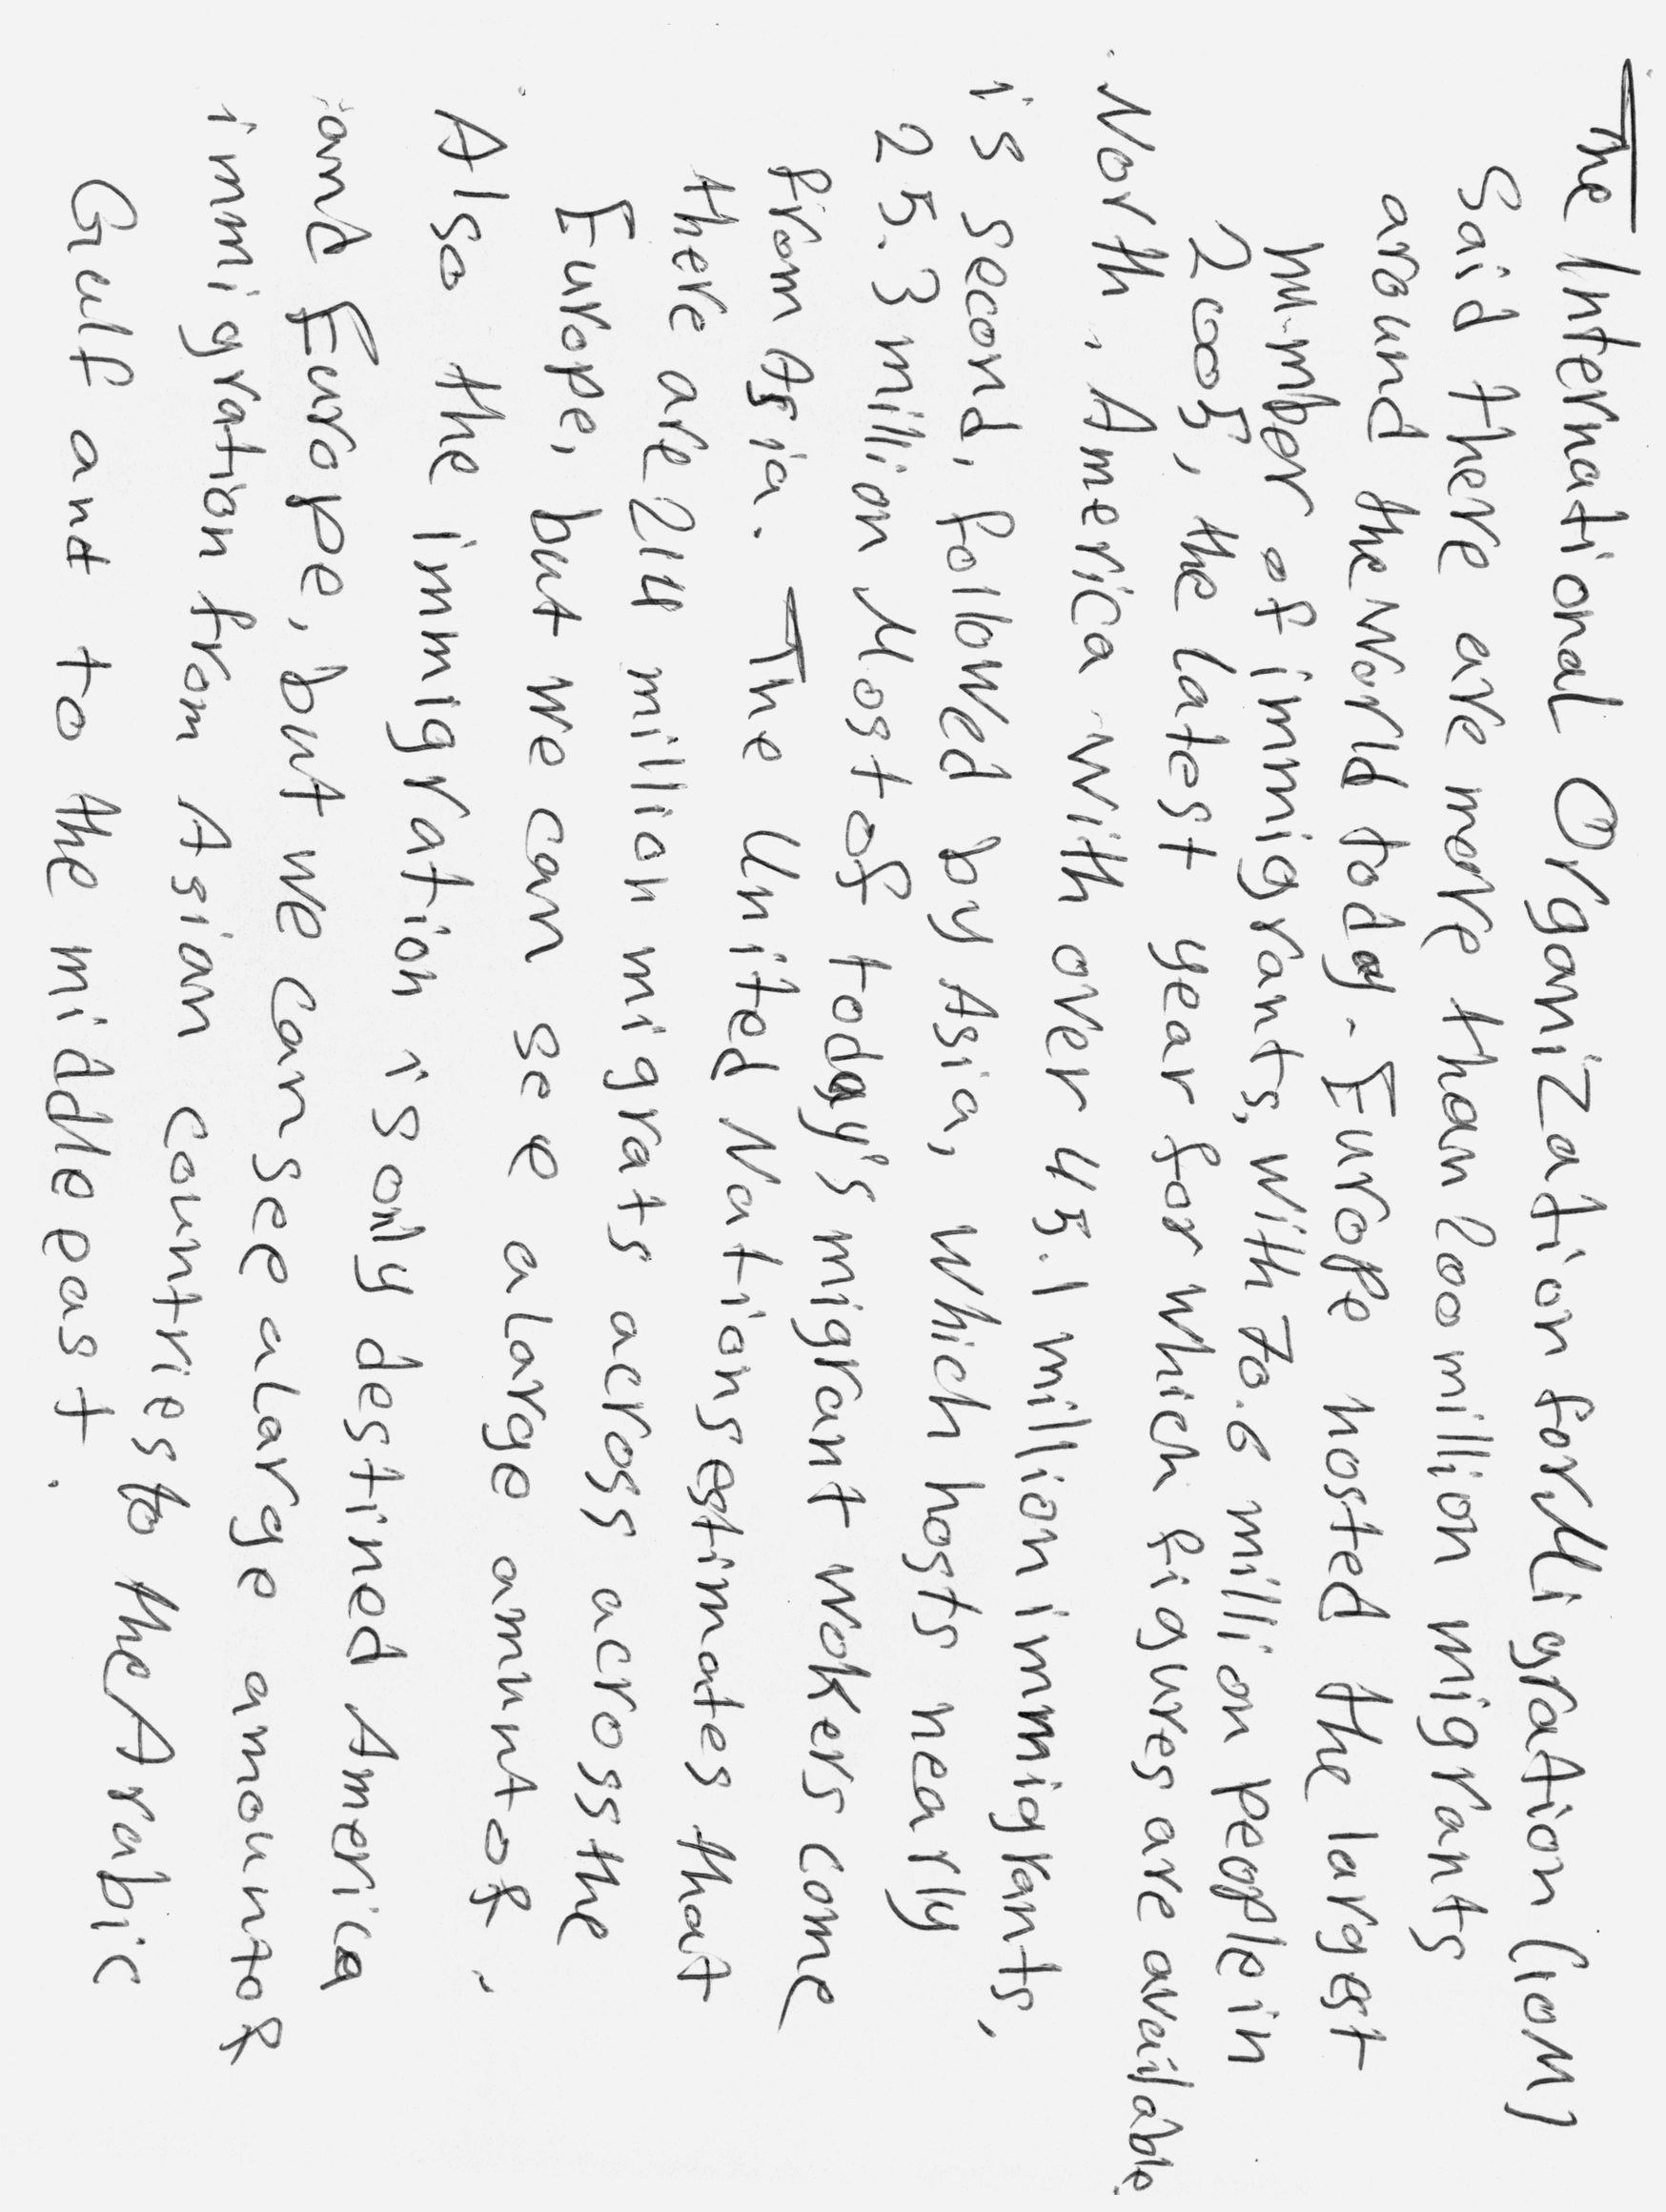 The International Organization for Migration (IOM)
said there are more than 200 million migrants
around the world today. Europe hosted the largest
number of immigrants, with 70.6 million people in
2005, the latest year for which figures are available.
North America with over 45.1 million immigrants,
is second, followed by Asia, which hosts nearly
25.3 million Most of today's migrant wokers come
from Asia. The United Nations estimates that
there are 214 million migrats across across the
Europe, but we can see a large amunt of,
Also the immigration is only destined America
and Europe, but we can see a large amount of
immigration from Asian countries to the Arabic
Gulf and to the middle east.